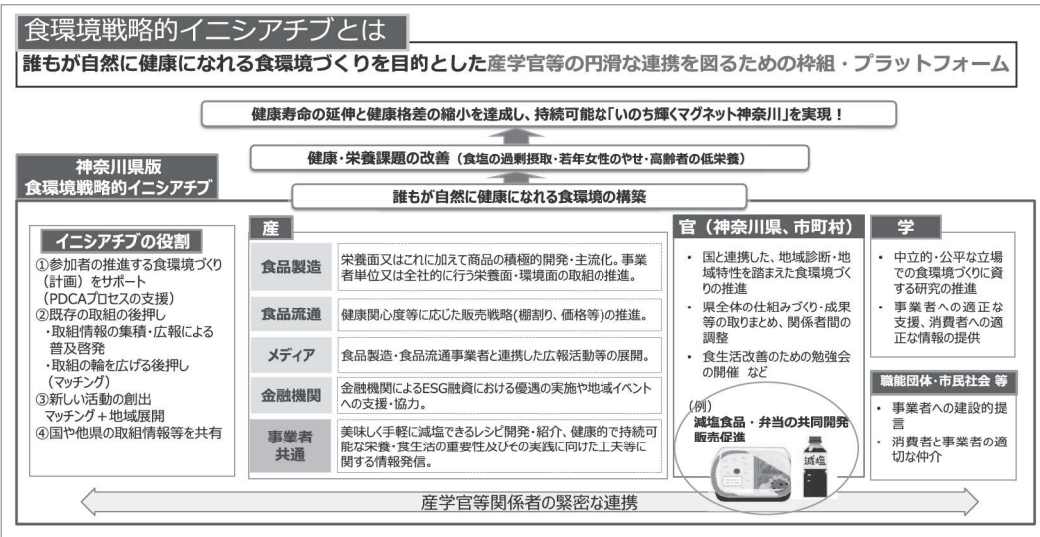 食環境戦略的イニシアチブとは
誰もが自然に健康になれる食環境づくりを目的とした産学官等の円滑な連携を図るための枠組・プラットフォーム
健康寿命の延伸と健康格差の縮小を達成し、持続可能な「いのち輝くマグネット神奈川」を実現！
健康・栄養課題の改善（食塩の過剰摂取・若年女性のやせ・高齢者の低栄養）
誰もが自然に健康になれる食環境の構築
神奈川県版
食環境戦略的イニシアチブ
イニシアチブの役割
①参加者の推進する食環境づくり
（計画）をサポート
（PDCAプロセスの支援）
②既存の取組の後押し
・取組情報の集積・広報による
普及啓発
・取組の輪を広げる後押し
（マッチング）
③新しい活動の創出
マッチング＋地域展開
④国や他県の取組情報等を共有
産
食品製造
栄養面又はこれに加えて商品の積極的開発・主流化。事業
者単位又は全社的に行う栄養面・環境面の取組の推進。
食品流通
健康関心度等に応じた販売戦略(棚割り、価格等)の推進。
メディア
食品製造・食品流通事業者と連携した広報活動等の展開。
金融機関
金融機関によるESG融資における優遇の実施や地域イベント
への支援・協力。
事業者
共通
美味しく手軽に減塩できるレシピ開発・紹介、健康的で持続可
能な栄養・食生活の重要性及びその実践に向けた工夫等に
関する情報発信。
官（神奈川県、市町村）
• 国と連携した、地域診断・地
域特性を踏まえた食環境づく
りの推進
• 県全体の仕組みづくり・成果
等の取りまとめ、関係者間の
調整
• 食生活改善のための勉強会
の開催 など
(例)
減塩食品・弁当の共同開発
販売促進
減塩
学
• 中立的・公平な立場
での食環境づくりに資
する研究の推進
• 事業者への適正な
支援、消費者への適
正な情報の提供
職能団体・市民社会 等
• 事業者への建設的提
言
• 消費者と事業者の適
切な仲介
産学官等関係者の緊密な連携